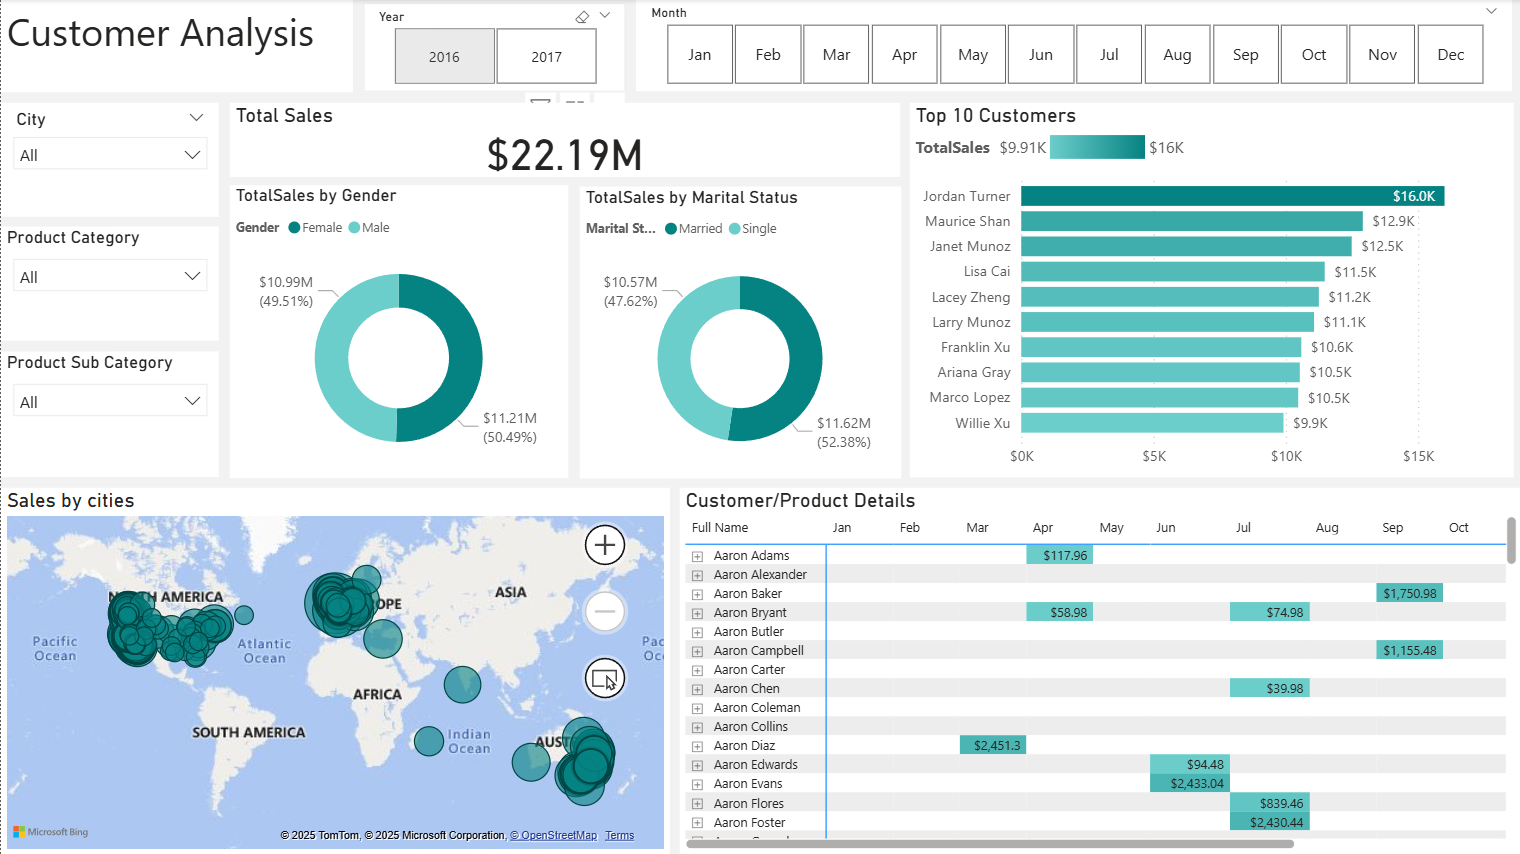 Customer Analysis
Year
2016 2017
Month
Jan Feb Mar Apr May Jun Jul Aug Sep Oct Nov Dec
City
All
Product Category
All
Product Sub Category
All
Total Sales
$22.19M
TotalSales by Gender
Gender Female Male
$10.99M
(49.51%)
$11.21M
(50.49%)
TotalSales by Marital Status
Marital St... Married Single
$10.57M
(47.62%)
$11.62M
(52.38%)
Top 10 Customers
TotalSales $9.91K $16K
Jordan Turner $16.0K
Maurice Shan $12.9K
Janet Munoz $12.5K
Lisa Cai $11.5K
Lacey Zheng $11.2K
Larry Munoz $11.1K
Franklin Xu $10.6K
Ariana Gray $10.5K
Marco Lopez $10.5K
Willie Xu $9.9K
$0K $5K $10K $15K
Sales by cities
ASIA
Pacific
Ocean
Atlantic
Ocean
AFRICA
SOUTH AMERICA
Indian
Ocean
Microsoft Bing
© 2025 TomTom, © 2025 Microsoft Corporation, © OpenStreetMap Terms
Customer/Product Details
Full Name Jan Feb Mar Apr May Jun Jul Aug Sep Oct
Aaron Adams $117.96
Aaron Alexander
Aaron Baker $1,750.98
Aaron Bryant $58.98 $74.98
Aaron Butler
Aaron Campbell $1,155.48
Aaron Carter
Aaron Chen $39.98
Aaron Coleman
Aaron Collins
Aaron Diaz $2,451.3
Aaron Edwards $94.48
Aaron Evans $2,433.04
Aaron Flores $839.46
Aaron Foster $2,430.44